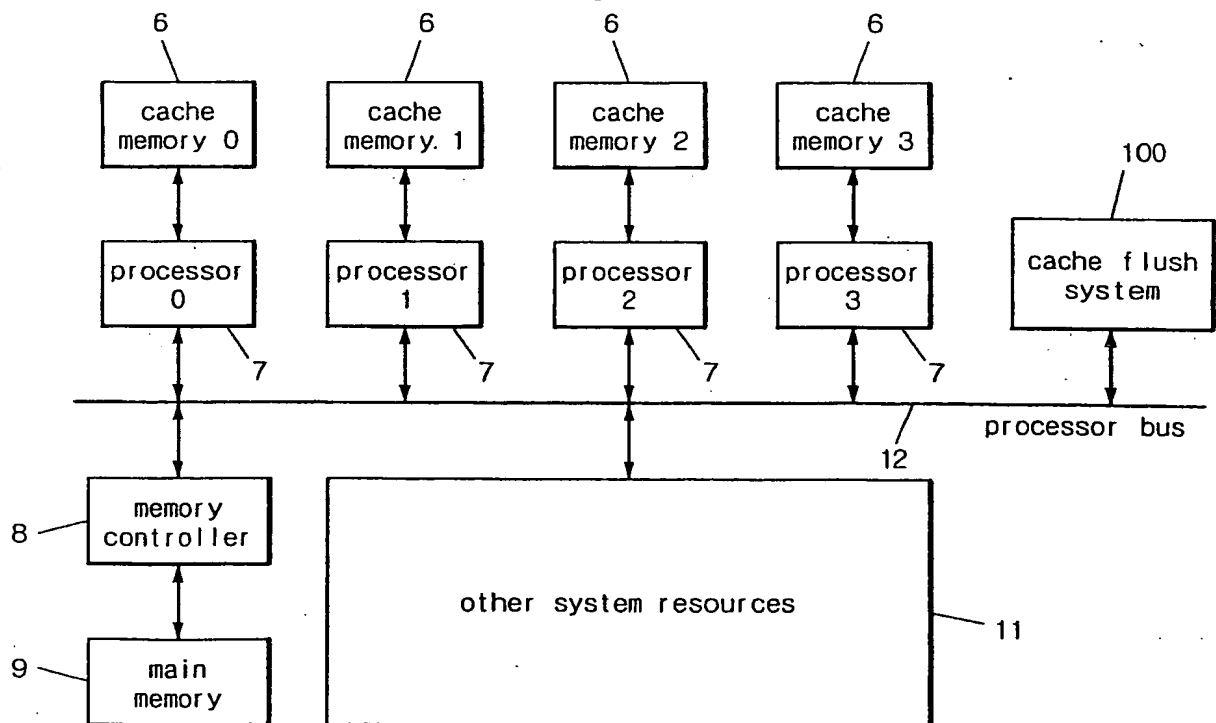 6 6 6 6
cache memory 0
cache memory. 1
cache memory 2
cache memory 3
100
processor 0
processor 1
processor 2
processor 3
cache flush system
7 7 7 7
processor bus
12
8
memory controller
other system resources
11
9
main memory